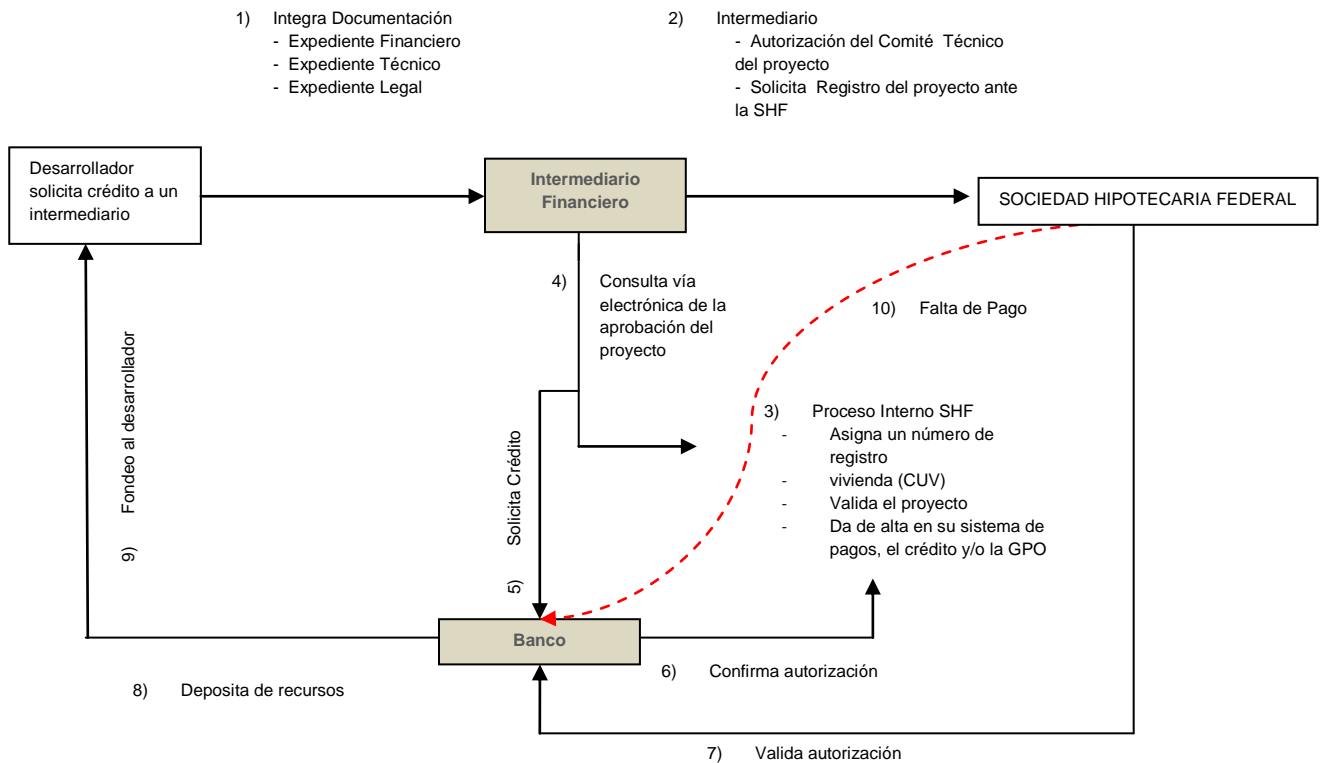 1) Integra Documentación
- Expediente Financiero
- Expediente Técnico
- Expediente Legal
2) Intermediario
- Autorización del Comité Técnico
del proyecto
- Solicita Registro del proyecto ante
la SHF
Desarrollador
solicita crédito a un
intermediario
Intermediario
Financiero
SOCIEDAD HIPOTECARIA FEDERAL
4) Consulta vía
electrónica de la
aprobación del
proyecto
10) Falta de Pago
9) Fondeo al desarrollador
5) Solicita Crédito
3) Proceso Interno SHF
- Asigna un número de
registro
- vivienda (CUV)
- Valida el proyecto
- Da de alta en su sistema de
pagos, el crédito y/o la GPO
Banco
6) Confirma autorización
8) Deposita de recursos
7) Valida autorización